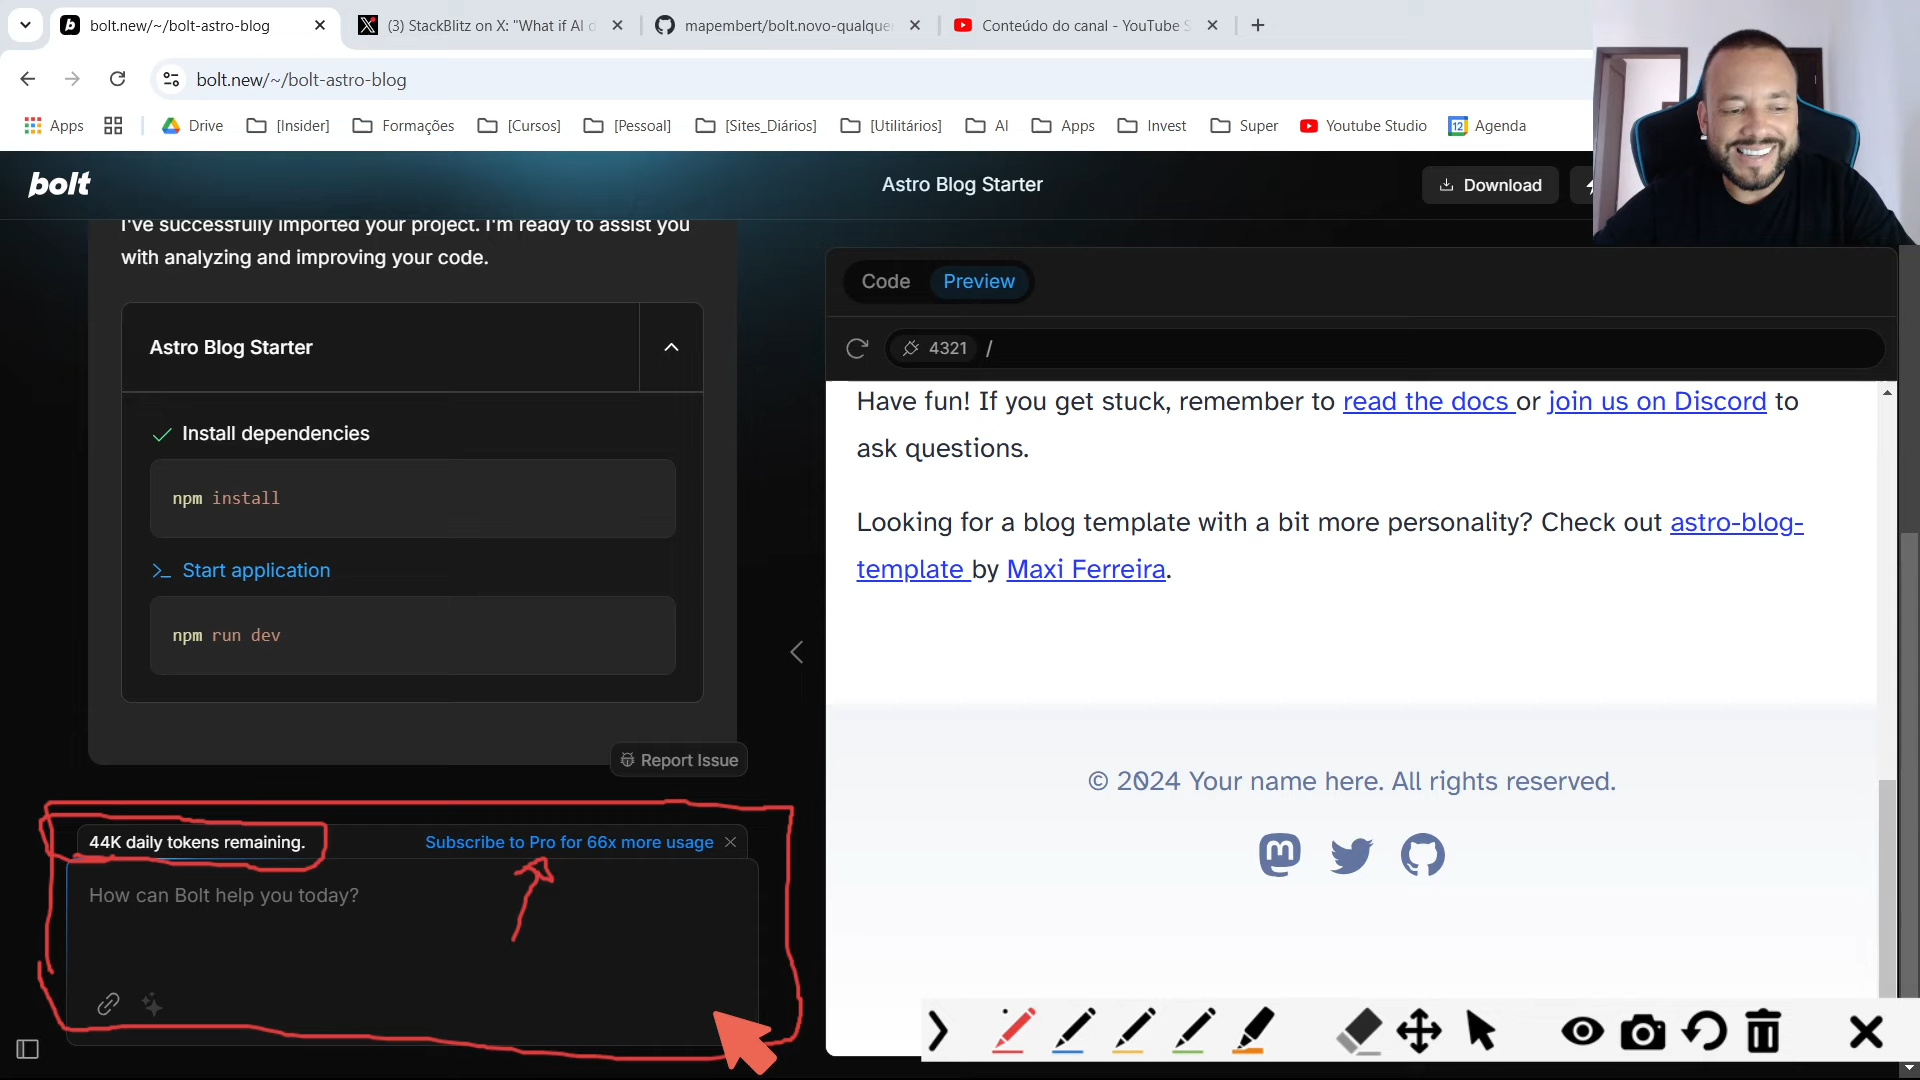 bolt.new/~/bolt-astro-blog
(3) StackBlitz on X: "What if AI
mapembert/bolt.novo-qualque
Conteúdo do canal - YouTube S
bolt.new/~/bolt-astro-blog
Apps
Drive
[Insider]
Formações
[Cursos]
[Pessoal]
[Sites_Diários]
[Utilitários]
AI
Apps
Invest
Super
Youtube Studio
12
Agenda
bolt
Astro Blog Starter
Download
I've successfully imported your project. I'm ready to assist you
with analyzing and improving your code.
Astro Blog Starter
Install dependencies
npm install
Start application
npm run dev
Report Issue
44K daily tokens remaining.
Subscribe to Pro for 66x more usage
How can Bolt help you today?
Code
Preview
4321 /
Have fun! If you get stuck, remember to read the docs or join us on Discord to
ask questions.
Looking for a blog template with a bit more personality? Check out astro-blog-
template by Maxi Ferreira.
© 2024 Your name here. All rights reserved.